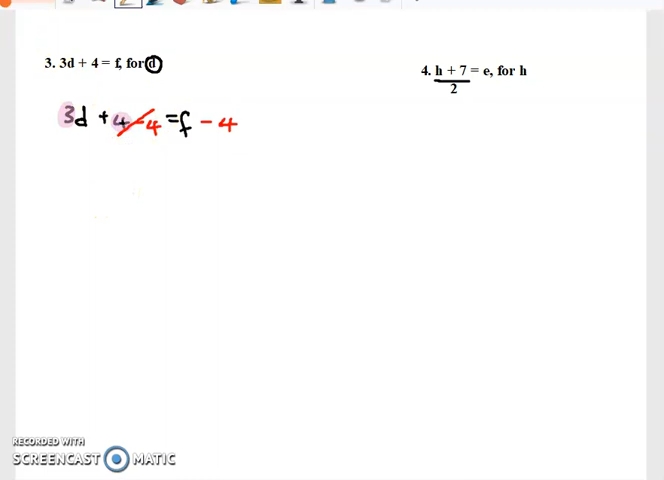 3. 3d + 4 = f, for d
3d + 4 - 4 = f - 4
4. h + 7 = e, for h
2
RECORDED WITH
SCREENCAST MATIC